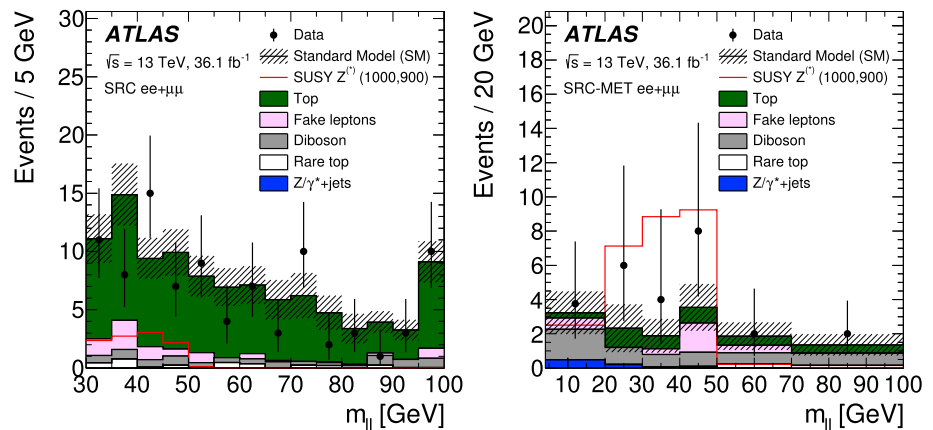 Events / 5 GeV
30
25
20
15
10
5
0
ATLAS
√s = 13 TeV, 36.1 fb⁻¹
SRC ee+μμ
Data
Standard Model (SM)
SUSY Z⁽*⁾ (1000,900)
Top
Fake leptons
Diboson
Rare top
Z/γ*+jets
30 40 50 60 70 80 90 100
m_ll [GeV]
Events / 20 GeV
20
18
16
14
12
10
8
6
4
2
0
ATLAS
√s = 13 TeV, 36.1 fb⁻¹
SRC-MET ee+μμ
Data
Standard Model (SM)
SUSY Z⁽*⁾ (1000,900)
Top
Fake leptons
Diboson
Rare top
Z/γ*+jets
10 20 30 40 50 60 70 80 90 100
m_ll [GeV]